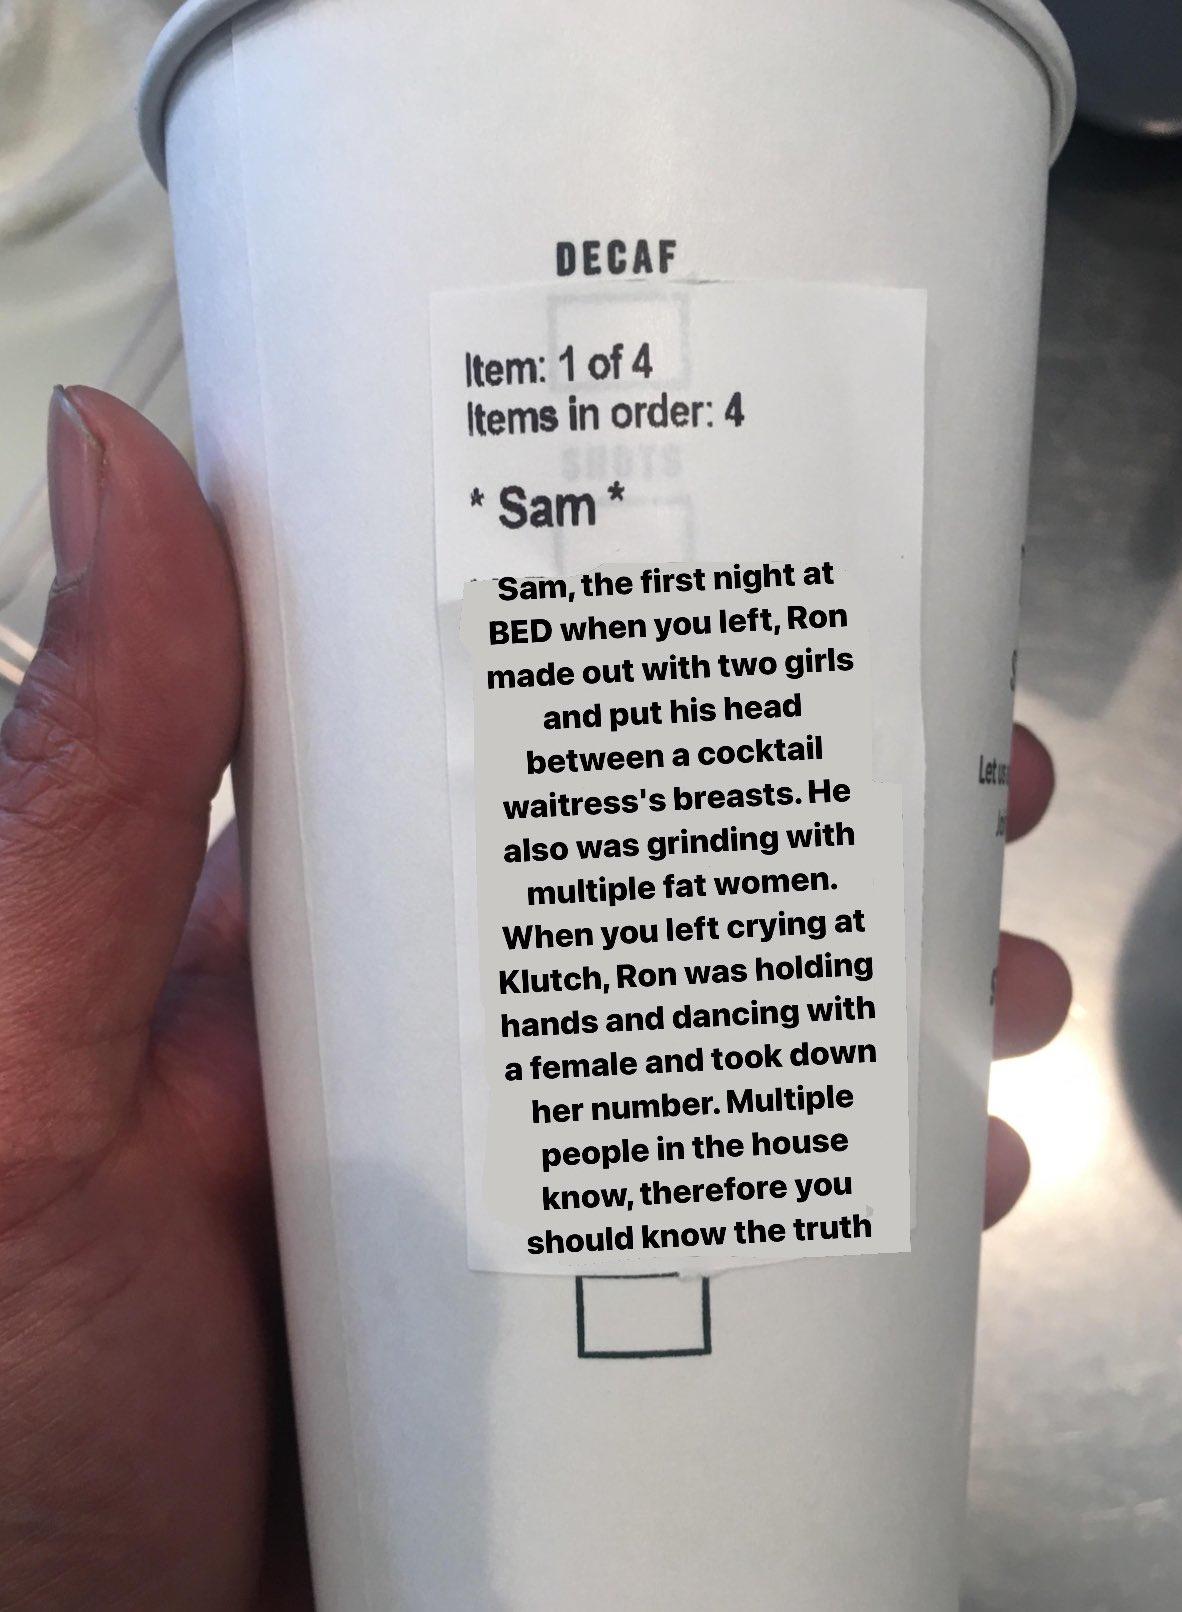 DECAF
Item: 1 of 4
Items in order: 4
SHOTS
* Sam *
Sam, the first night at
BED when you left, Ron
made out with two girls
and put his head
between a cocktail
waitress's breasts. He
also was grinding with
multiple fat women.
When you left crying at
Klutch, Ron was holding
hands and dancing with
a female and took down
her number. Multiple
people in the house
know, therefore you
should know the truth
Let us